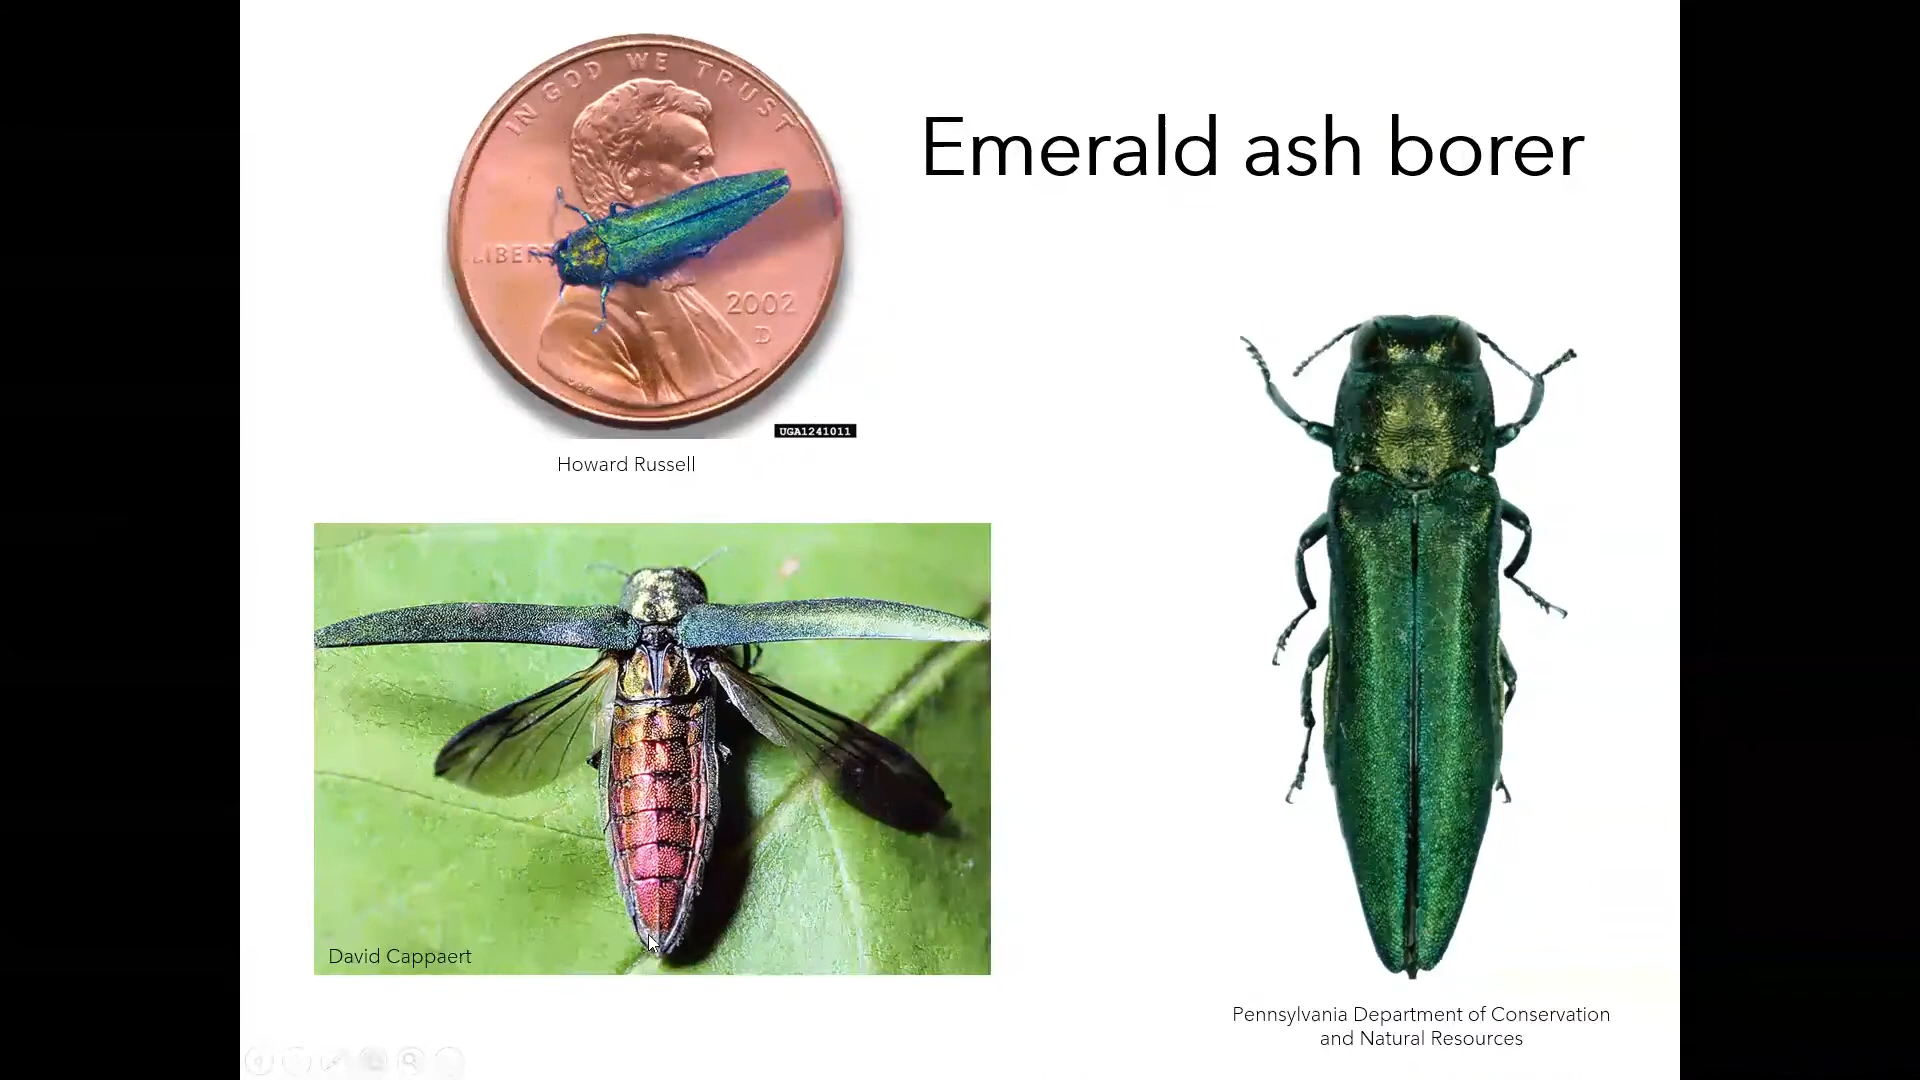 IN GOD WE TRUST
Emerald ash borer
LIBERT
2002
D
UGA1241011
Howard Russell
David Cappaert
Pennsylvania Department of Conservation
and Natural Resources